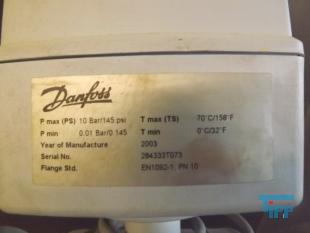 Danfoss
P max (PS) 10 Bar/145 psi T max (TS) 70°C/158°F
P min 0.01 Bar/0.145 T min 0°C/32°F
Year of Manufacture 2003
Serial No. 284333T073
Flange Std. EN1092-1, PN 10
TIPP